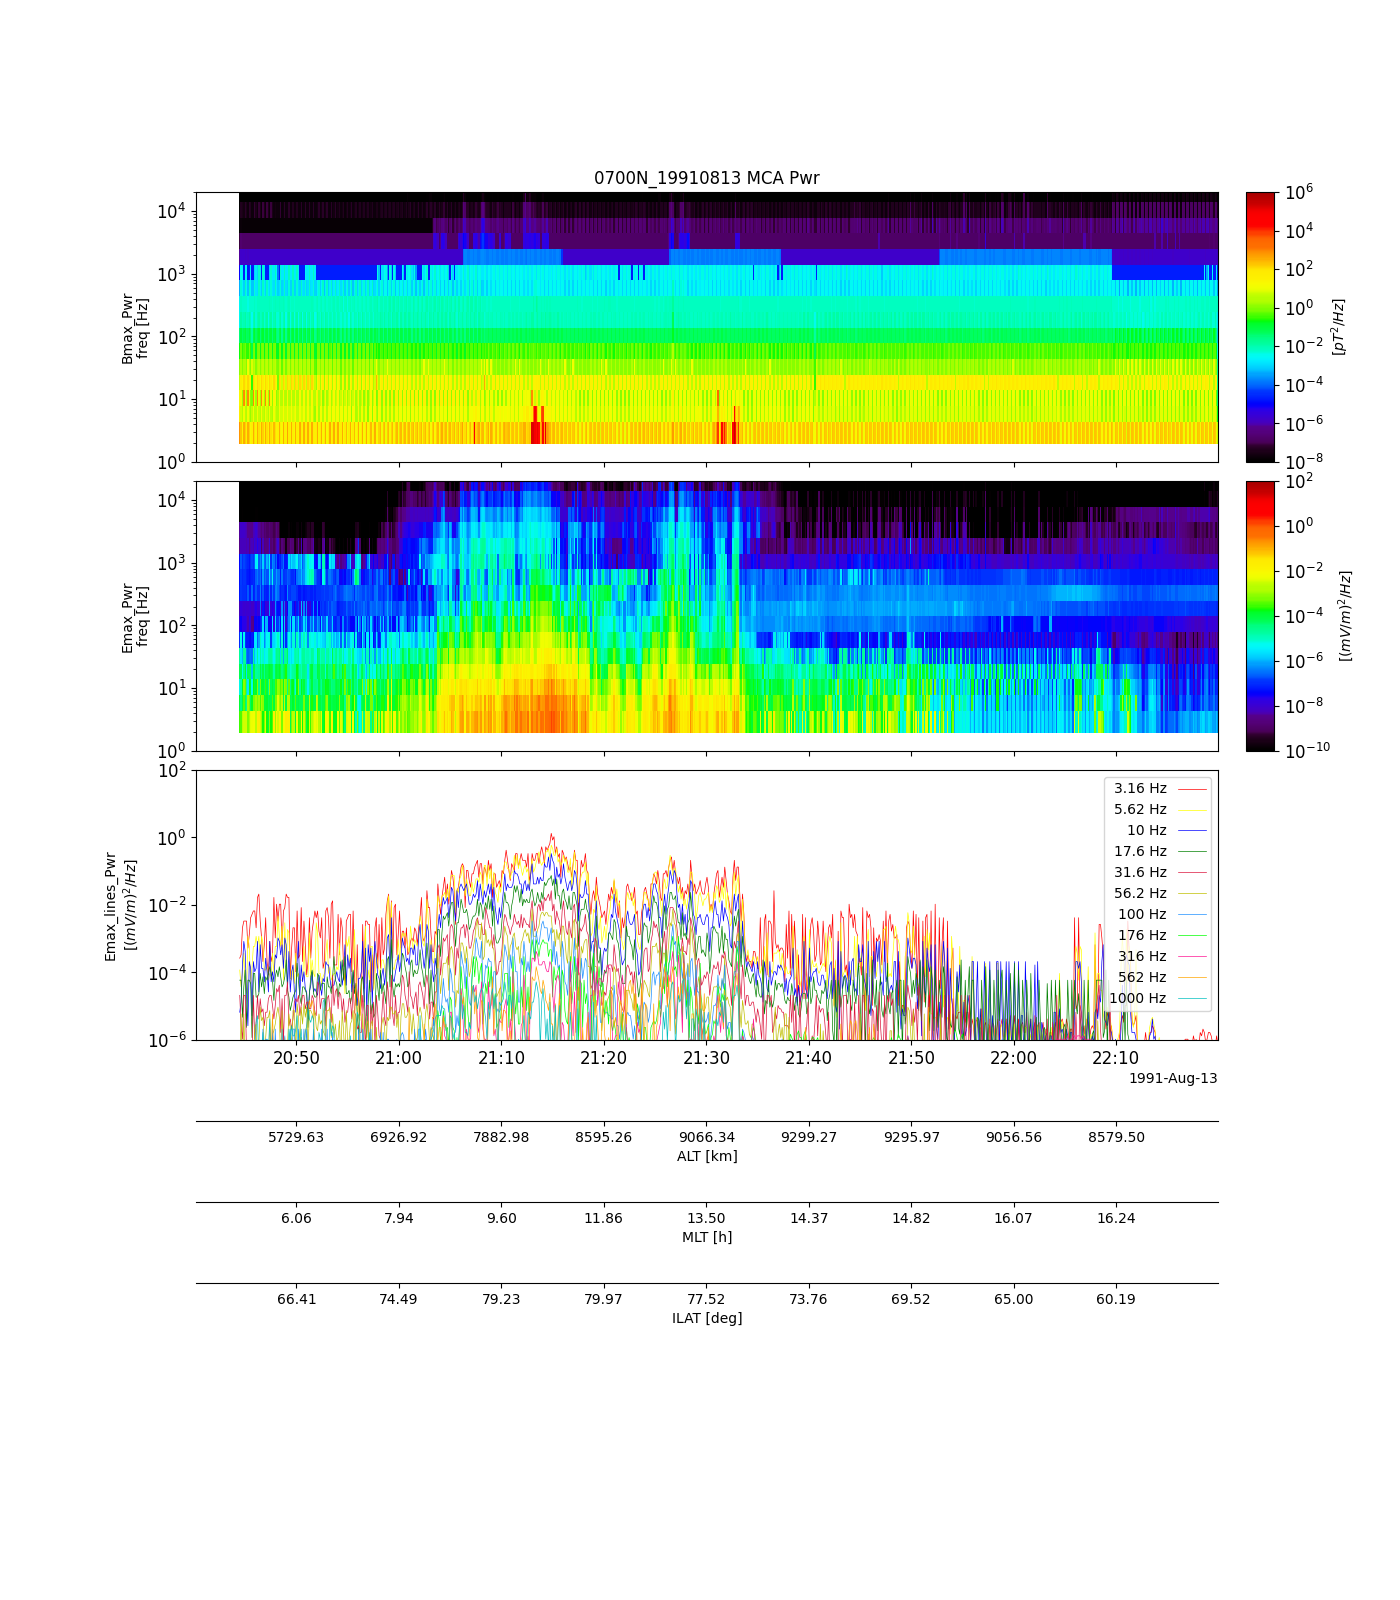 0700N_19910813 MCA Pwr
10^4
10^3
10^2
10^1
10^0
Bmax_Pwr
freq [Hz]
10^6
10^4
10^2
10^0
10^-2
10^-4
10^-6
10^-8
[pT^2/Hz]
10^4
10^3
10^2
10^1
10^0
Emax_Pwr
freq [Hz]
10^2
10^0
10^-2
10^-4
10^-6
10^-8
10^-10
[(mV/m)^2/Hz]
10^2
10^0
10^-2
10^-4
10^-6
Emax_lines_Pwr
[(mV/m)^2/Hz]
3.16 Hz
5.62 Hz
10 Hz
17.6 Hz
31.6 Hz
56.2 Hz
100 Hz
176 Hz
316 Hz
562 Hz
1000 Hz
20:50 21:00 21:10 21:20 21:30 21:40 21:50 22:00 22:10
1991-Aug-13
5729.63 6926.92 7882.98 8595.26 9066.34 9299.27 9295.97 9056.56 8579.50
ALT [km]
6.06 7.94 9.60 11.86 13.50 14.37 14.82 16.07 16.24
MLT [h]
66.41 74.49 79.23 79.97 77.52 73.76 69.52 65.00 60.19
ILAT [deg]